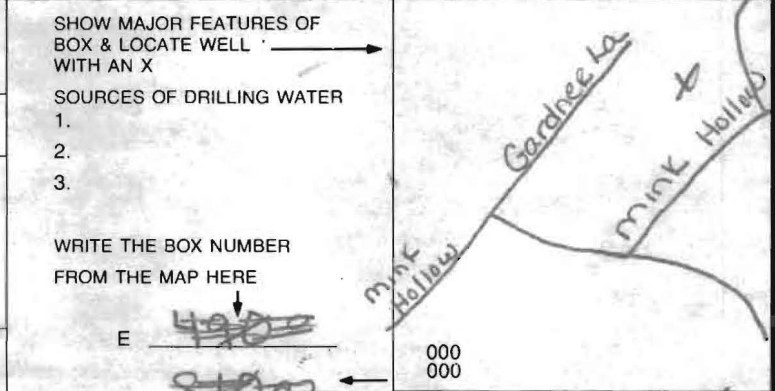 SHOW MAJOR FEATURES OF
BOX & LOCATE WELL
WITH AN X
SOURCES OF DRILLING WATER
1.
2.
3.
WRITE THE BOX NUMBER
FROM THE MAP HERE
E
Gardnee La
X
Mink Hollow
Mink
Hollow
000
000